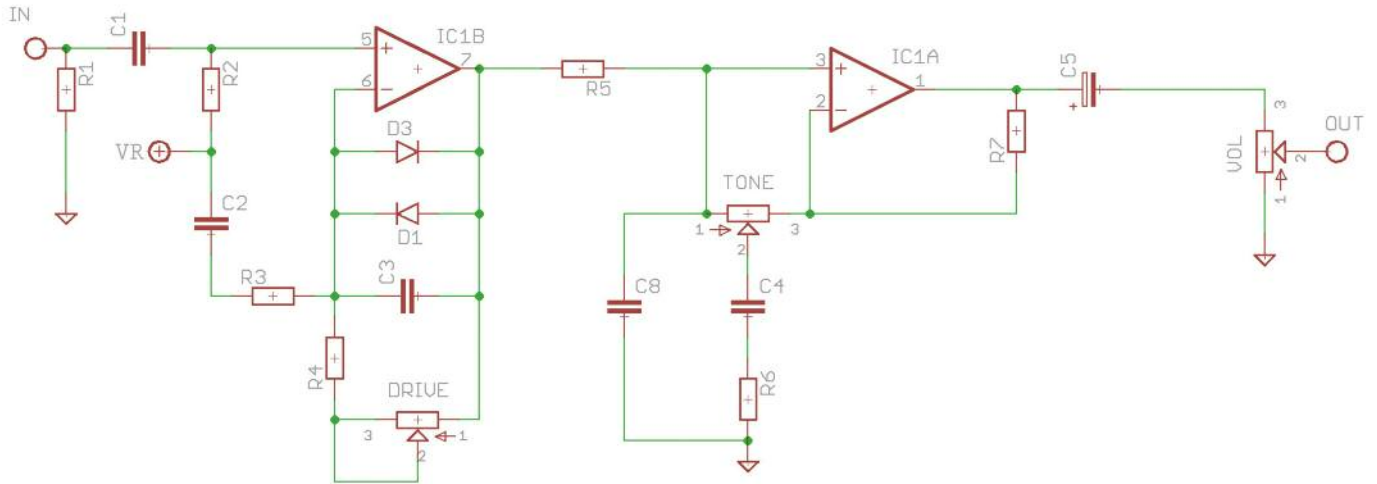 IN
C1
R1
R2
VR
C2
R3
5
6
7
IC1B
D3
D1
C3
R4
DRIVE
3
1
2
R5
3
2
1
IC1A
TONE
1
3
2
C8
C4
R6
R7
C5
+
3
VOL
2
1
OUT